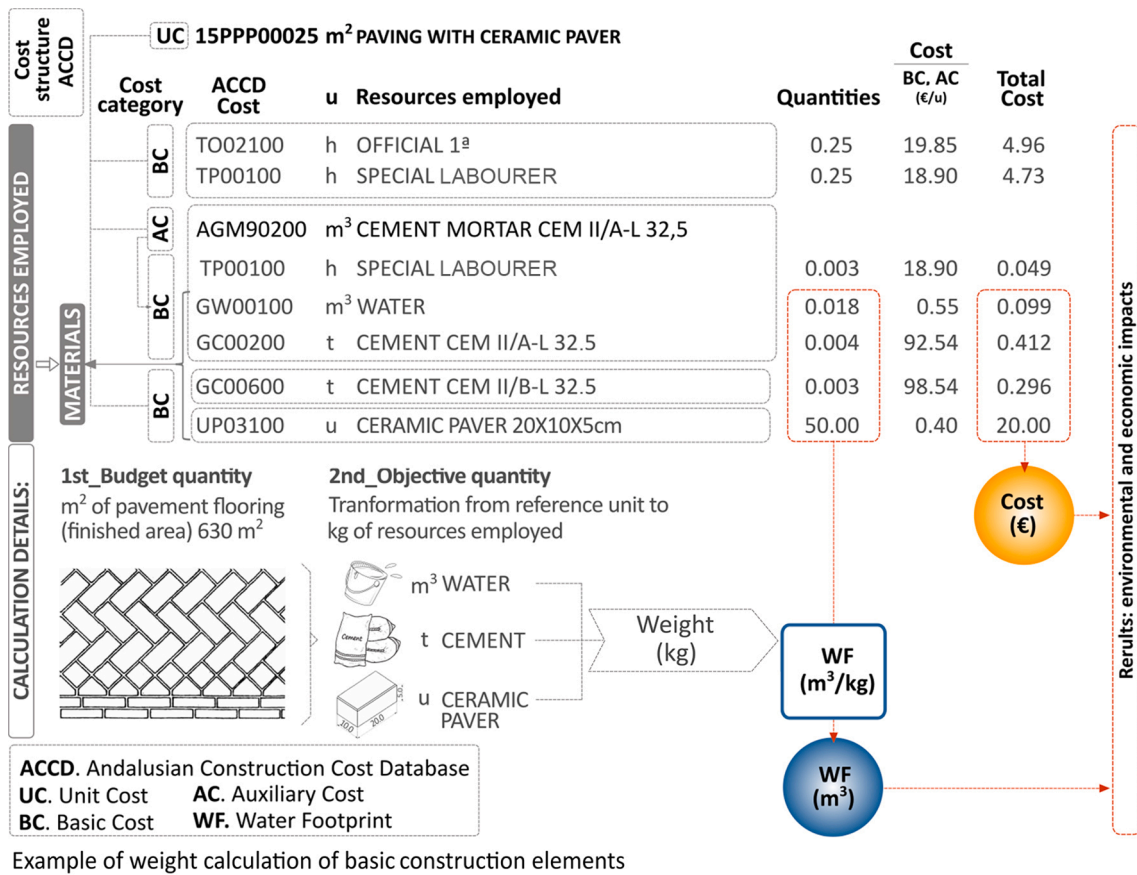 Cost structure ACCD
UC 15PPP00025 m² PAVING WITH CERAMIC PAVER
Cost category
ACCD Cost
u Resources employed
Quantities
Cost
BC, AC
(€/u)
Total Cost
RESOURCES EMPLOYED
MATERIALS
BC
TO02100 h OFFICIAL 1ª 0.25 19.85 4.96
TP00100 h SPECIAL LABOURER 0.25 18.90 4.73
AC
AGM90200 m³ CEMENT MORTAR CEM II/A-L 32,5
BC
TP00100 h SPECIAL LABOURER 0.003 18.90 0.049
GW00100 m³ WATER 0.018 0.55 0.099
GC00200 t CEMENT CEM II/A-L 32.5 0.004 92.54 0.412
BC
GC00600 t CEMENT CEM II/B-L 32.5 0.003 98.54 0.296
UP03100 u CERAMIC PAVER 20X10X5cm 50.00 0.40 20.00
CALCULATION DETAILS:
1st_Budget quantity
m² of pavement flooring
(finished area) 630 m²
2nd_Objective quantity
Tranformation from reference unit to
kg of resources employed
m³ WATER
Cement
t CEMENT
u CERAMIC
PAVER
5.0
10.0
20.0
Weight
(kg)
WF
(m³/kg)
WF
(m³)
Cost
(€)
Rerults: environmental and economic impacts
ACCD. Andalusian Construction Cost Database
UC. Unit Cost AC. Auxiliary Cost
BC. Basic Cost WF. Water Footprint
Example of weight calculation of basic construction elements